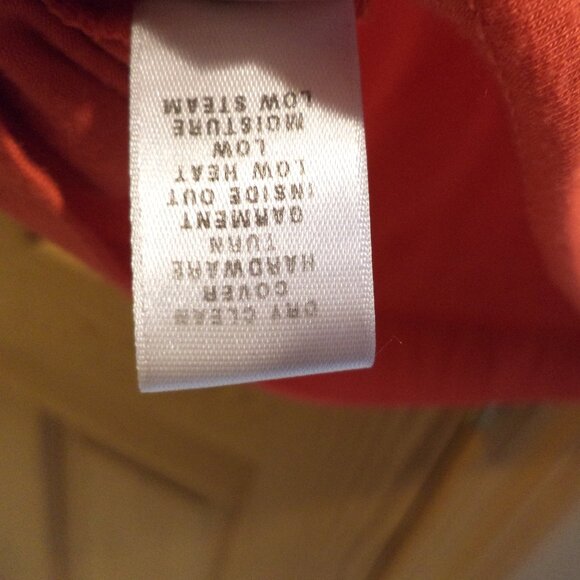 DRY CLEAN
COVER
HARDWARE
TURN
GARMENT
INSIDE OUT
LOW HEAT
LOW
MOISTURE
LOW STEAM